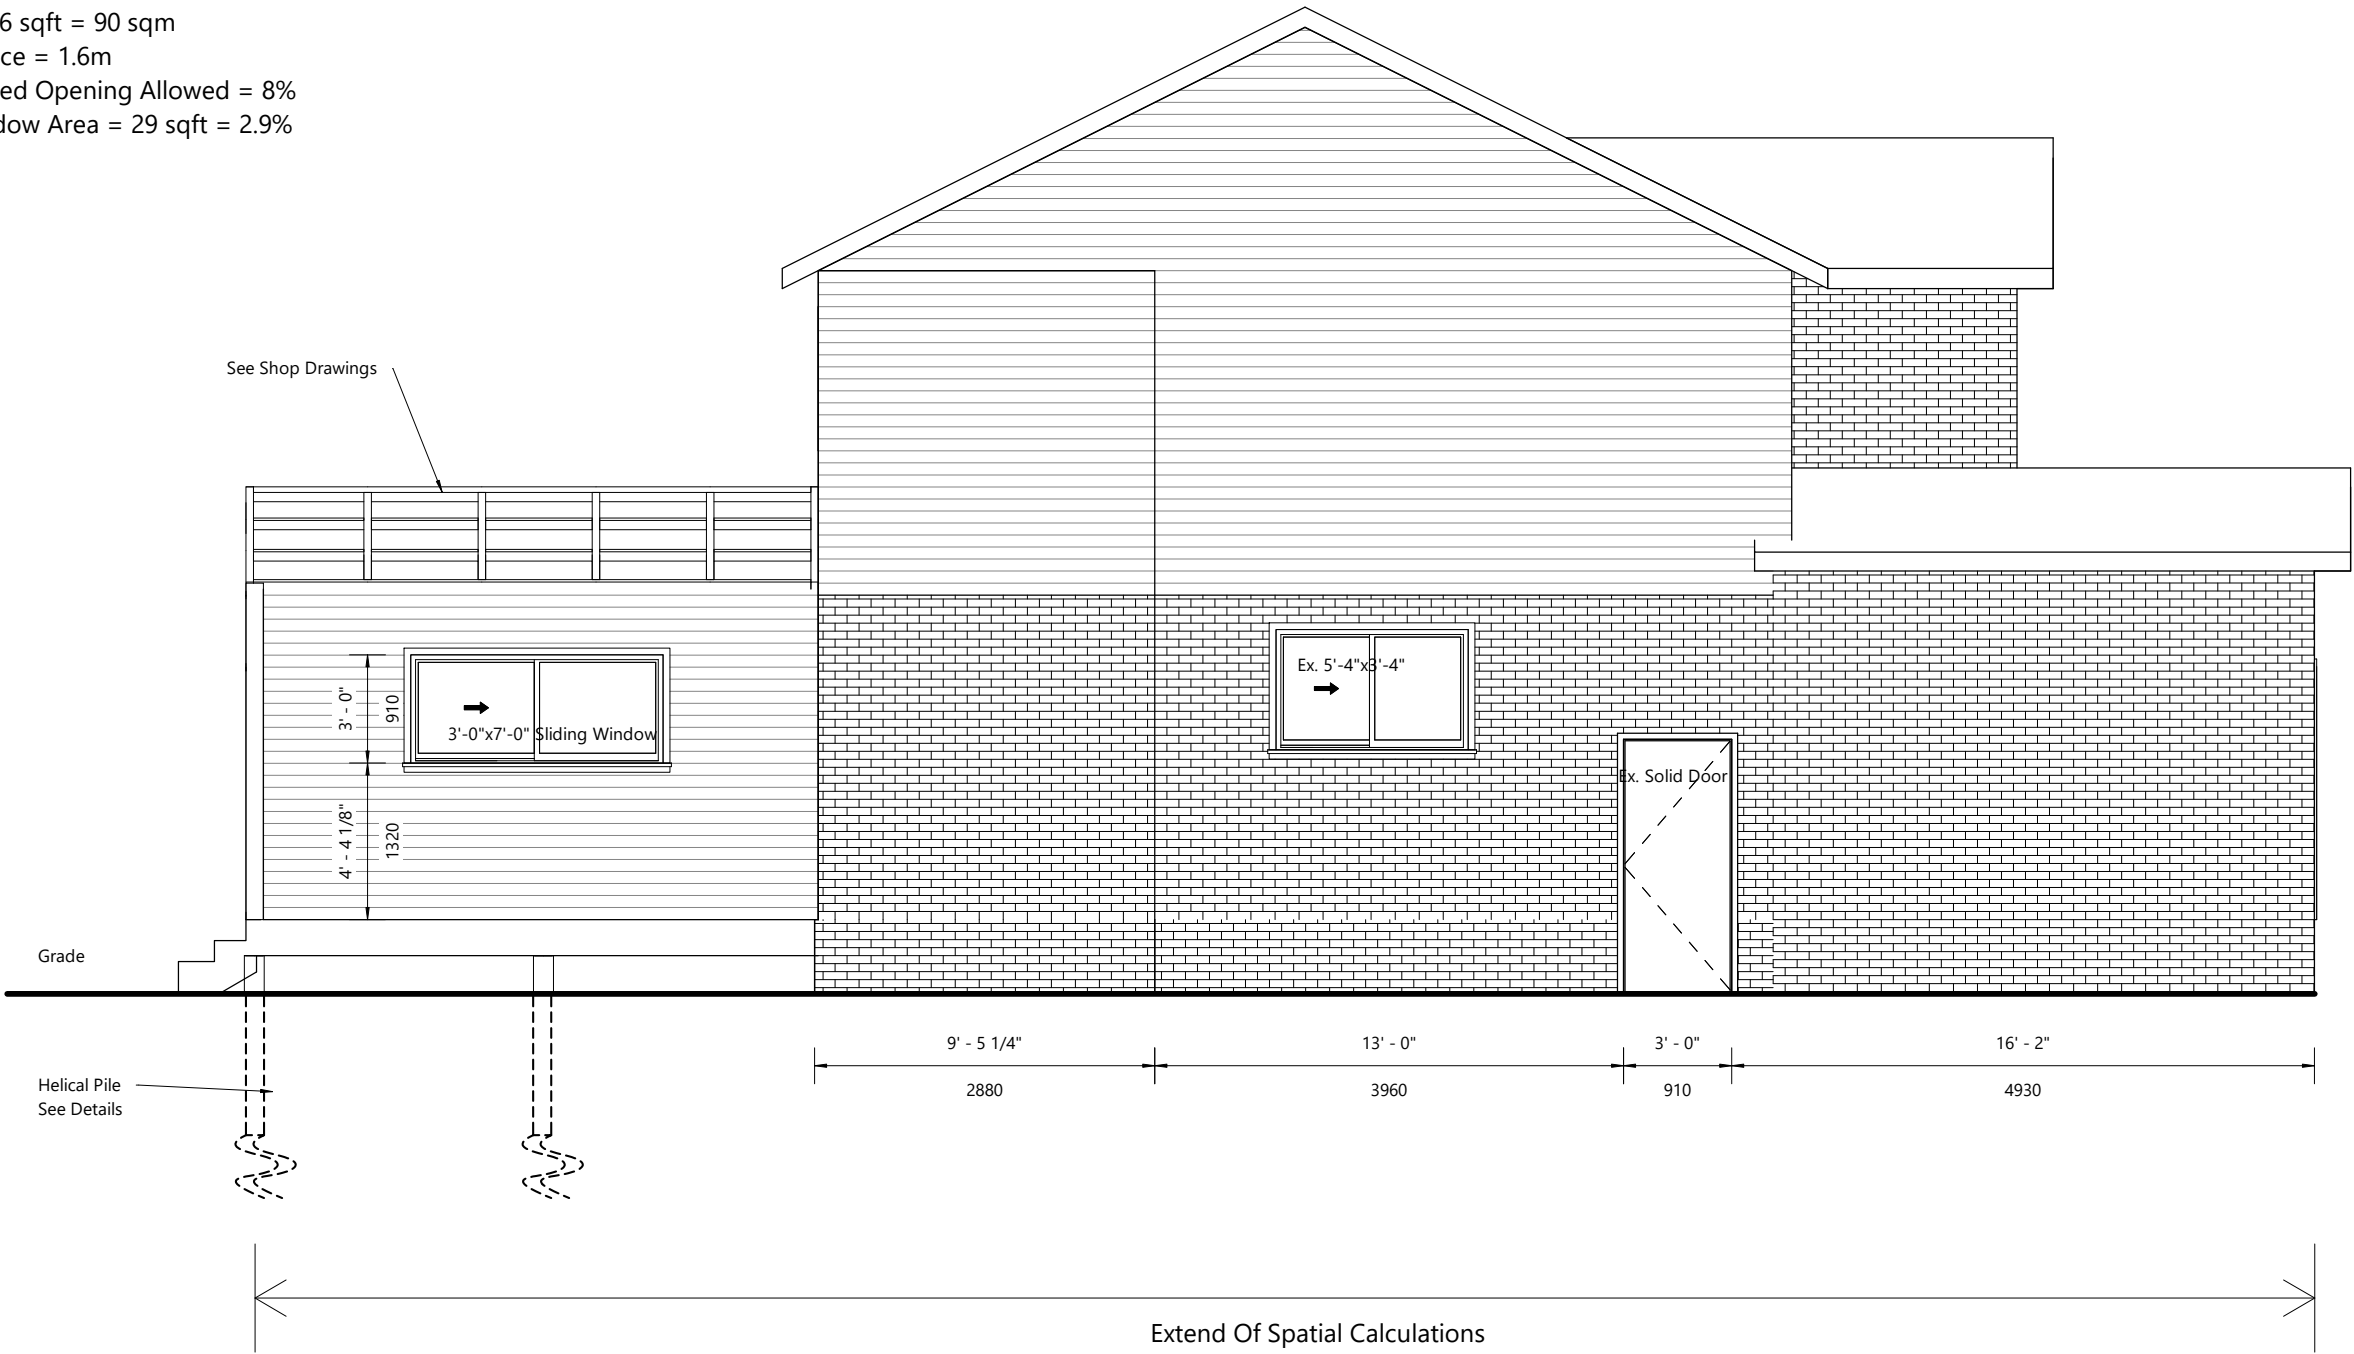 6 sqft = 90 sqm
ce = 1.6m
ed Opening Allowed = 8%
dow Area = 29 sqft = 2.9%
See Shop Drawings
3' - 0"
910
3'-0"x7'-0" Sliding Window
4' - 4 1/8"
1320
Ex. 5'-4"x3'-4"
Ex. Solid Door
Grade
Helical Pile
See Details
9' - 5 1/4"
13' - 0"
3' - 0"
16' - 2"
2880
3960
910
4930
Extend Of Spatial Calculations